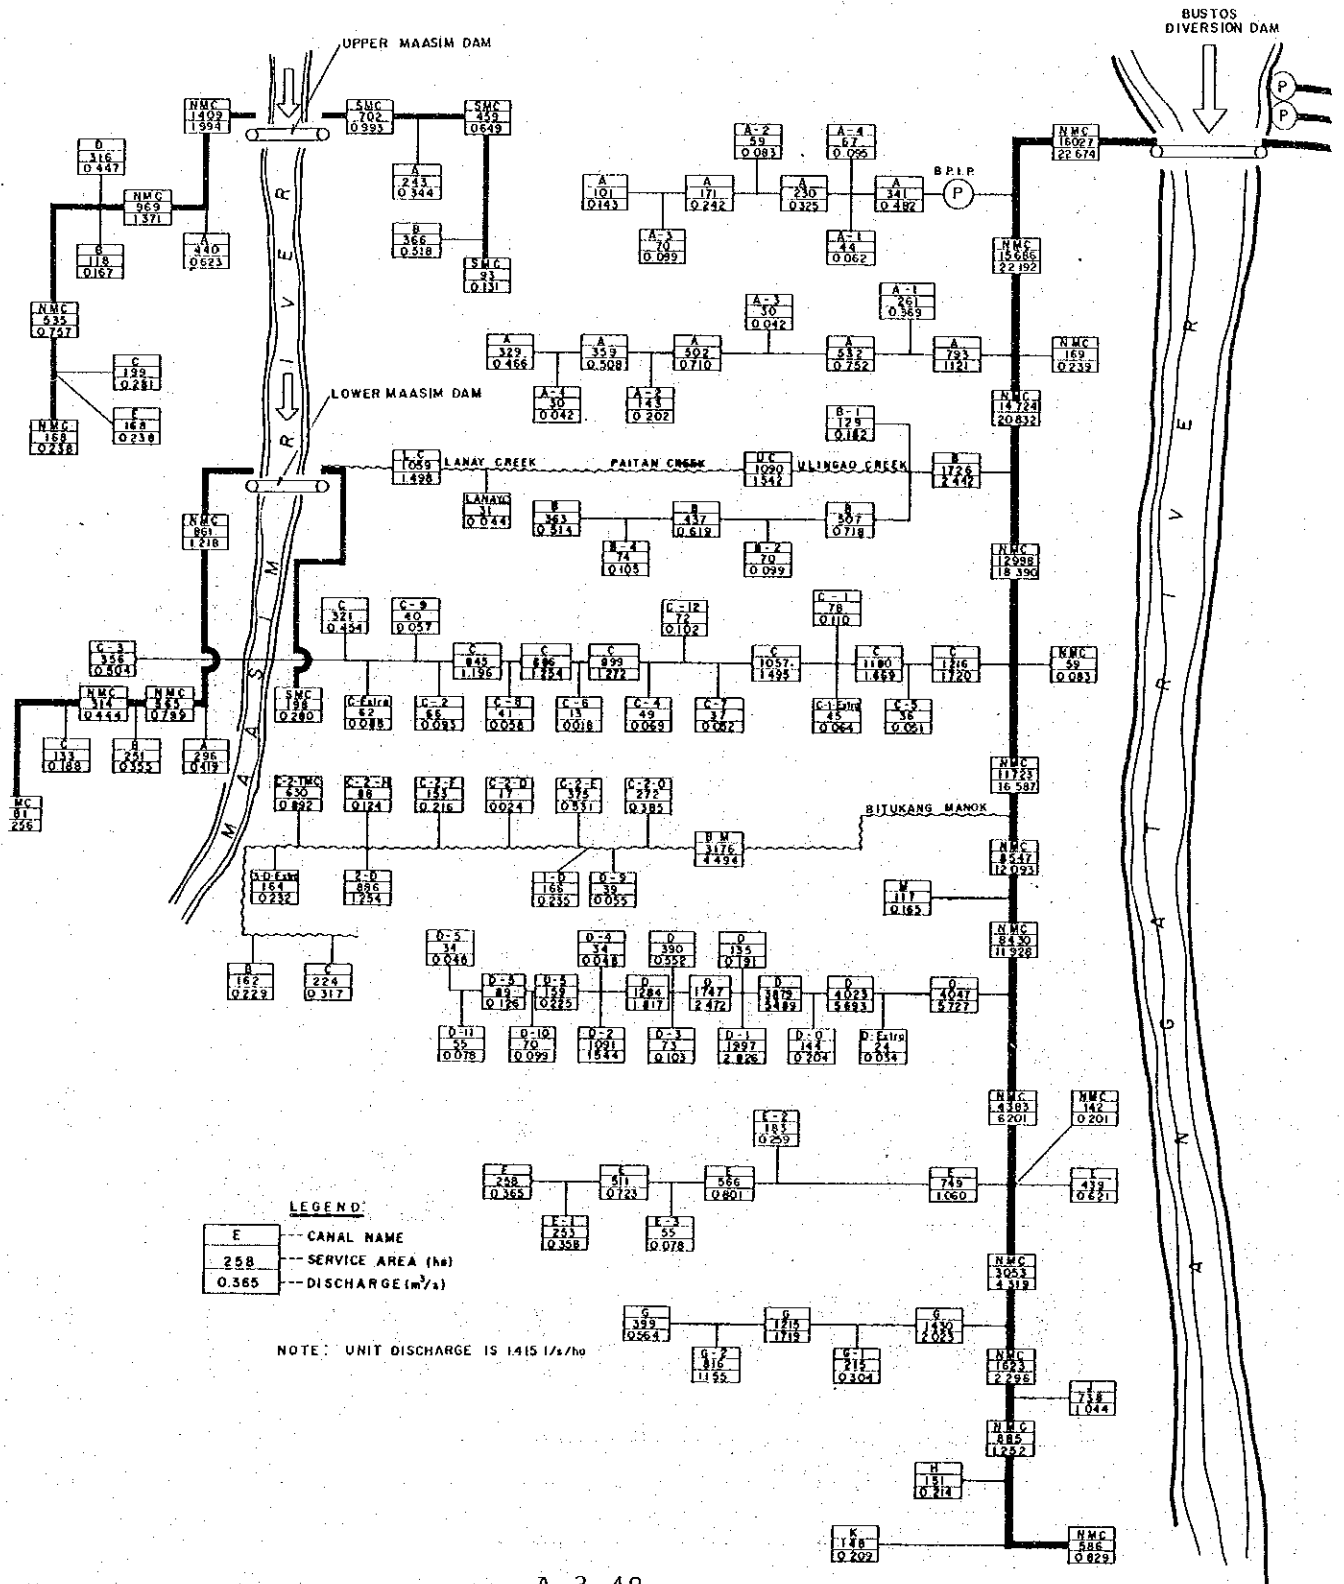 BUSTOS
DIVERSION DAM
UPPER MAASIM DAM
NMC
1409
1.994
SMC
702
0.993
SMC
459
0.649
D
316
0.447
NMC
969
1.371
A
243
0.344
A
440
0.623
B
118
0.167
B
366
0.518
SMC
93
0.131
NMC
535
0.757
C
199
0.281
E
168
0.238
NMC
168
0.238
LOWER MAASIM DAM
MAASIM RIVER
A-2
59
0.083
A-4
67
0.095
NMC
16027
22.674
P
P
B.P.I.P.
P
A
101
0.143
A
171
0.242
A
230
0.325
A
341
0.482
A-3
70
0.099
A-1
44
0.062
NMC
15686
22.192
A-3
30
0.042
A-1
261
0.369
A
329
0.466
A
359
0.508
A
502
0.710
A
532
0.752
A
793
1.121
NMC
169
0.239
A-4
30
0.042
A-2
143
0.202
NMC
14724
20.832
B-1
129
0.182
L C
1059
1.498
LANAY CREEK
PAITAN CREEK
U C
1090
1.542
ULINGAO CREEK
B
1726
2.442
LANAY
31
0.044
B
363
0.514
B
437
0.619
B
507
0.718
B-4
74
0.105
B-2
70
0.099
NMC
861
1.218
NMC
12998
18.390
C
321
0.454
C-9
40
0.057
C-12
72
0.102
C-1
78
0.110
C-3
356
0.504
C
845
1.196
C
886
1.254
C
899
1.272
C
1057
1.495
C
1180
1.669
C
1216
1.720
NMC
59
0.083
NMC
314
0.444
NMC
565
0.799
SMC
198
0.280
C-Extra
62
0.088
C-2
66
0.093
C-8
41
0.058
C-6
13
0.018
C-4
49
0.069
C-7
37
0.052
C-1-Extra
45
0.064
C-5
36
0.051
C
133
0.188
B
251
0.355
A
296
0.419
NMC
11723
16.587
MC
81
256
C-2-TMC
630
0.892
C-2-H
88
0.124
C-2-F
153
0.216
C-2-D
17
0.024
C-2-E
375
0.531
C-2-O
272
0.385
BITUKANG MANOK
B M
3176
4.494
NMC
8547
12.093
3-D-Extra
164
0.232
2-D
886
1.254
1-D
166
0.235
D-9
39
0.055
M
117
0.165
NMC
8430
11.928
B
162
0.229
C
224
0.317
D-5
34
0.048
D-4
34
0.048
D
390
0.552
D
135
0.191
D-5
89
0.126
D-5
159
0.225
D
1284
1.817
D
1747
2.472
D
3879
5.489
D
4023
5.693
D
4047
5.727
D-11
55
0.078
D-10
70
0.099
D-2
1091
1.544
D-3
73
0.103
D-1
1997
2.826
D-0
144
0.204
D-Extra
24
0.034
NMC
4383
6.201
NMC
142
0.201
E-2
183
0.259
E
258
0.365
E
511
0.723
E
566
0.801
E
749
1.060
E
439
0.621
E-1
253
0.358
E-3
55
0.078
NMC
3053
4.319
LEGEND:
E --- CANAL NAME
258 --- SERVICE AREA (ha)
0.365 --- DISCHARGE (m³/s)
NOTE: UNIT DISCHARGE IS 1.415 l/s/ha
G
399
0.564
G
1215
1.719
G
1430
2.023
G-2
816
1.155
G-1
215
0.304
NMC
1623
2.296
738
1.044
NMC
885
1.252
H
151
0.214
K
148
0.209
NMC
586
0.829
ANGAT RIVER
A-3-49